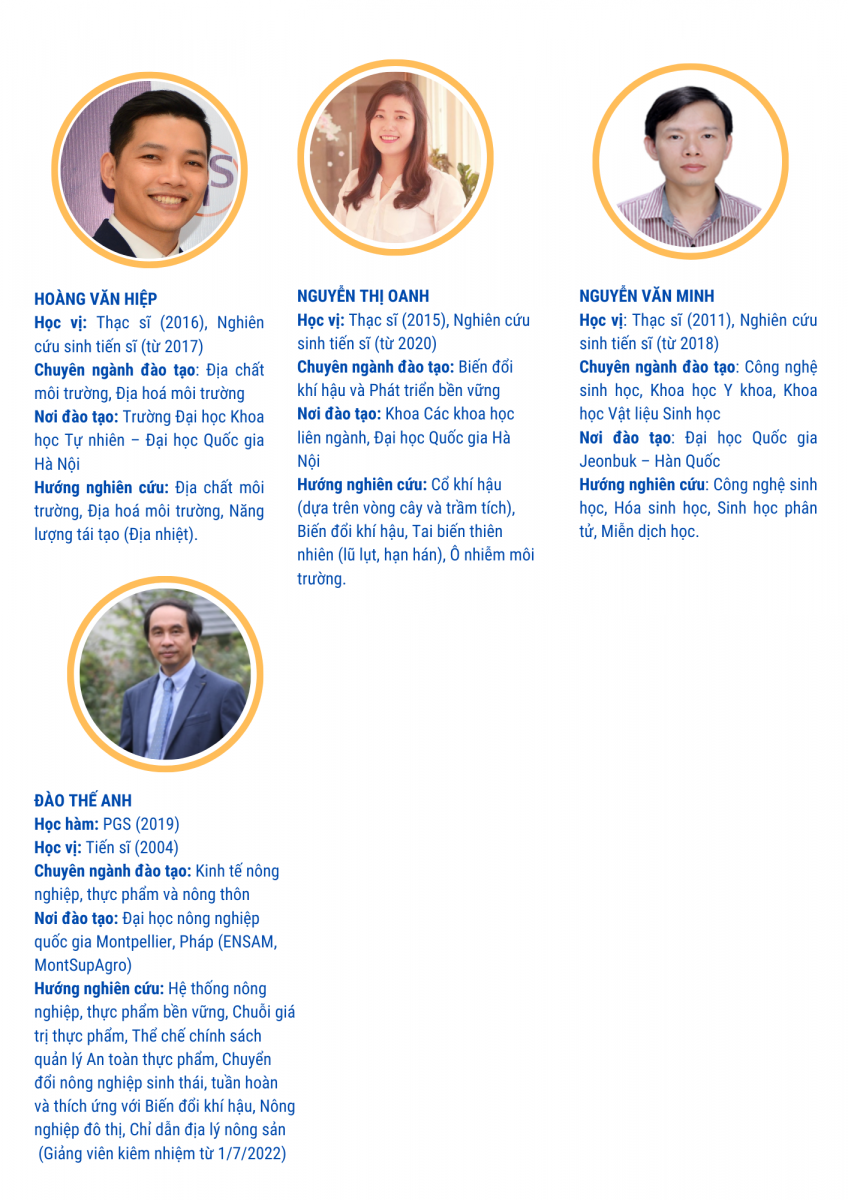 HOÀNG VĂN HIỆP
Học vị: Thạc sĩ (2016), Nghiên
cứu sinh tiến sĩ (từ 2017)
Chuyên ngành đào tạo: Địa chất
môi trường, Địa hoá môi trường
Nơi đào tạo: Trường Đại học Khoa
học Tự nhiên – Đại học Quốc gia
Hà Nội
Hướng nghiên cứu: Địa chất môi
trường, Địa hoá môi trường, Năng
lượng tái tạo (Địa nhiệt).
NGUYỄN THỊ OANH
Học vị: Thạc sĩ (2015), Nghiên cứu
sinh tiến sĩ (từ 2020)
Chuyên ngành đào tạo: Biến đổi
khí hậu và Phát triển bền vững
Nơi đào tạo: Khoa Các khoa học
liên ngành, Đại học Quốc gia Hà
Nội
Hướng nghiên cứu: Cổ khí hậu
(dựa trên vòng cây và trầm tích),
Biến đổi khí hậu, Tai biến thiên
nhiên (lũ lụt, hạn hán), Ô nhiễm môi
trường.
NGUYỄN VĂN MINH
Học vị: Thạc sĩ (2011), Nghiên cứu
sinh tiến sĩ (từ 2018)
Chuyên ngành đào tạo: Công nghệ
sinh học, Khoa học Y khoa, Khoa
học Vật liệu Sinh học
Nơi đào tạo: Đại học Quốc gia
Jeonbuk – Hàn Quốc
Hướng nghiên cứu: Công nghệ sinh
học, Hóa sinh học, Sinh học phân
tử, Miễn dịch học.
ĐÀO THẾ ANH
Học hàm: PGS (2019)
Học vị: Tiến sĩ (2004)
Chuyên ngành đào tạo: Kinh tế nông
nghiệp, thực phẩm và nông thôn
Nơi đào tạo: Đại học nông nghiệp
quốc gia Montpellier, Pháp (ENSAM,
MontSupAgro)
Hướng nghiên cứu: Hệ thống nông
nghiệp, thực phẩm bền vững, Chuỗi giá
trị thực phẩm, Thể chế chính sách
quản lý An toàn thực phẩm, Chuyển
đổi nông nghiệp sinh thái, tuần hoàn
và thích ứng với Biến đổi khí hậu, Nông
nghiệp đô thị, Chỉ dẫn địa lý nông sản
(Giảng viên kiêm nhiệm từ 1/7/2022)